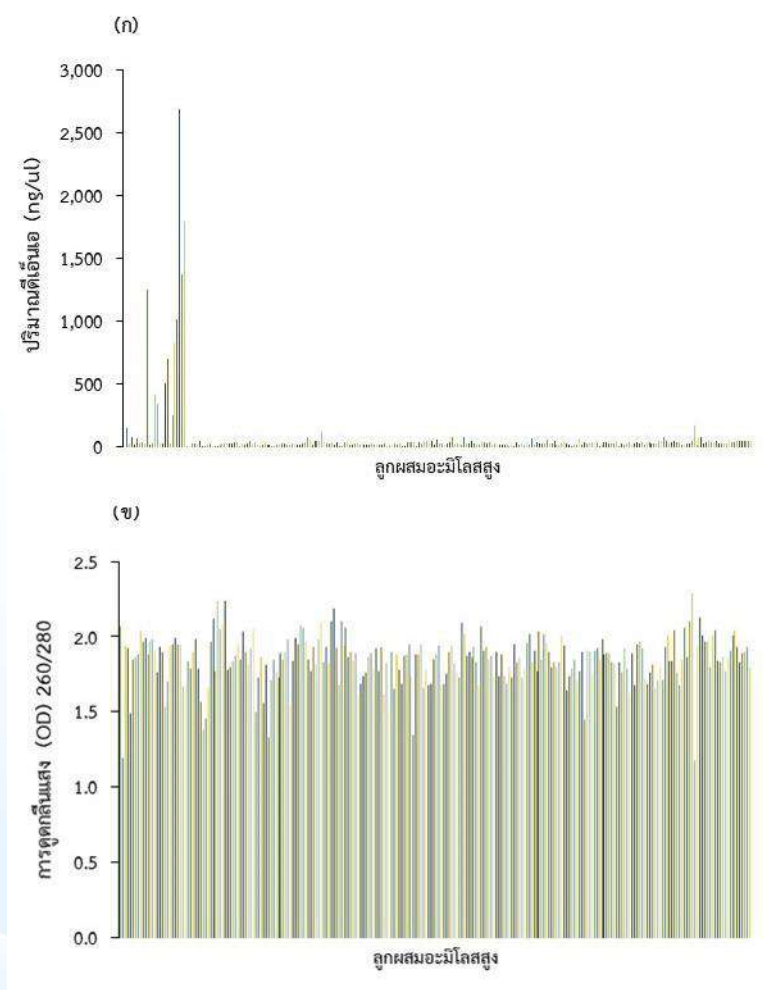 (ก)
3,000
2,500
2,000
1,500
1,000
500
0
ปริมาณดีเอ็นเอ (ng/ul)
ลูกผสมอะมิโลสสูง
(ข)
2.5
2.0
1.5
1.0
0.5
0.0
การดูดกลืนแสง (OD) 260/280
ลูกผสมอะมิโลสสูง